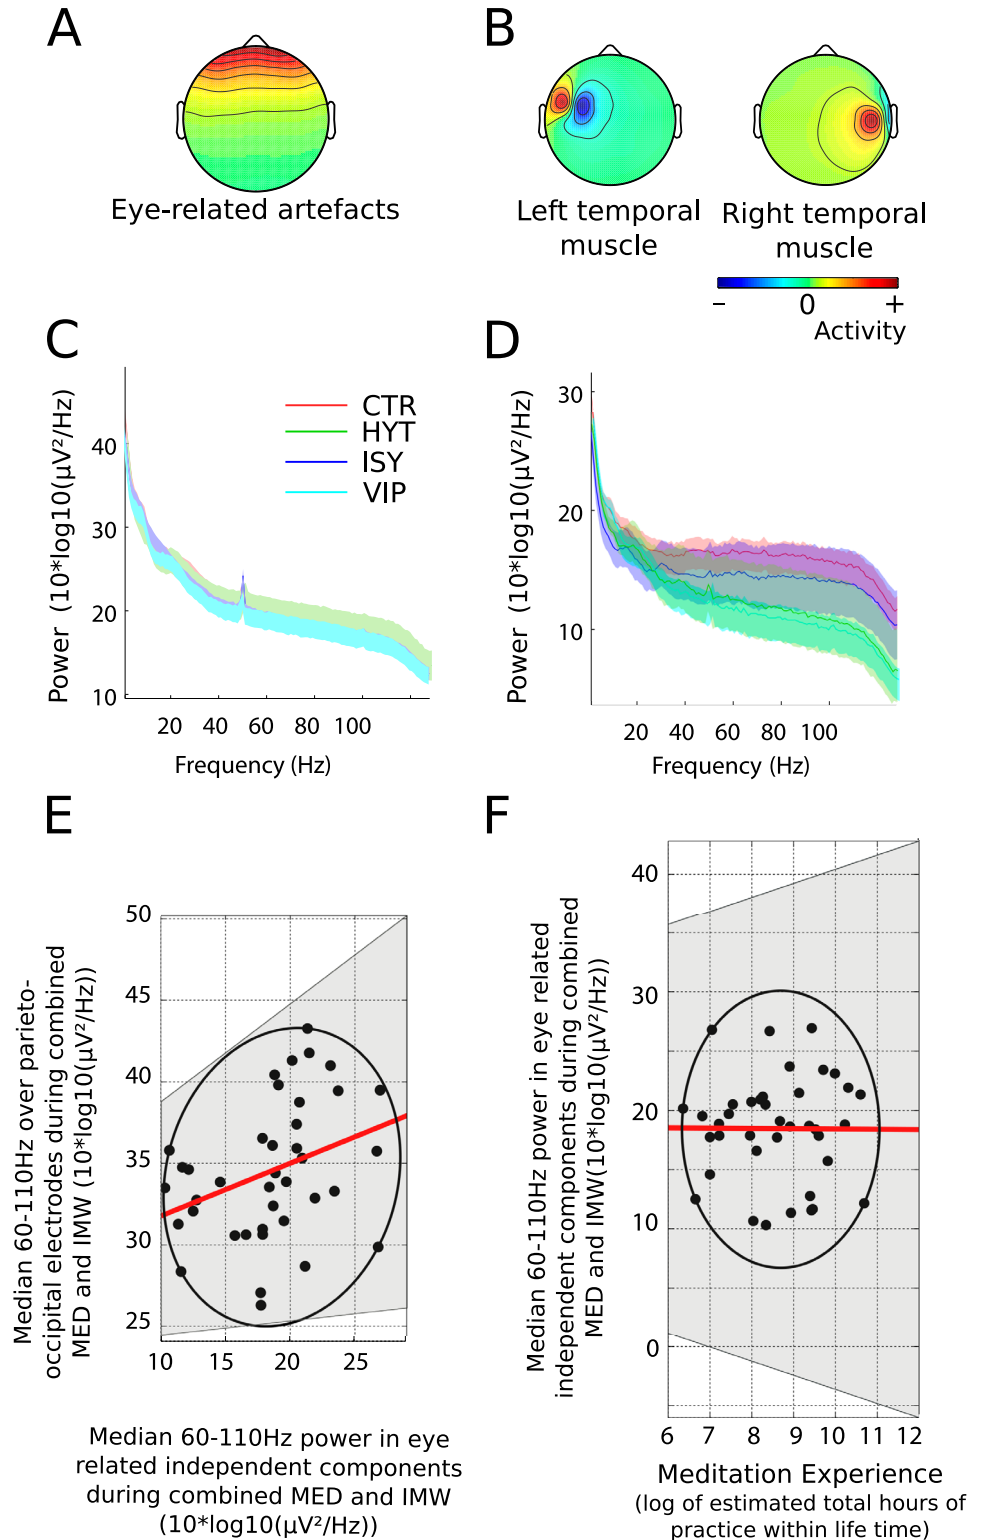 A
B
Eye-related artefacts
Left temporal
muscle
Right temporal
muscle
− 0 +
Activity
C
D
Power (10*log10(µV²/Hz)
40
30
20
10
CTR
HYT
ISY
VIP
20 40 60 80 100
Frequency (Hz)
Power (10*log10(µV²/Hz)
30
20
10
20 40 60 80 100
Frequency (Hz)
E
F
Median 60-110Hz over parieto-
occipital electrodes during combined
MED and IMW (10*log10(µV²/Hz))
50
45
40
35
30
25
10 15 20 25
Median 60-110Hz power in eye
related independent components
during combined MED and IMW
(10*log10(µV²/Hz))
Median 60-110Hz power in eye related
independent components during combined
MED and IMW(10*log10(µV²/Hz))
40
30
20
10
0
6 7 8 9 10 11 12
Meditation Experience
(log of estimated total hours of
practice within life time)